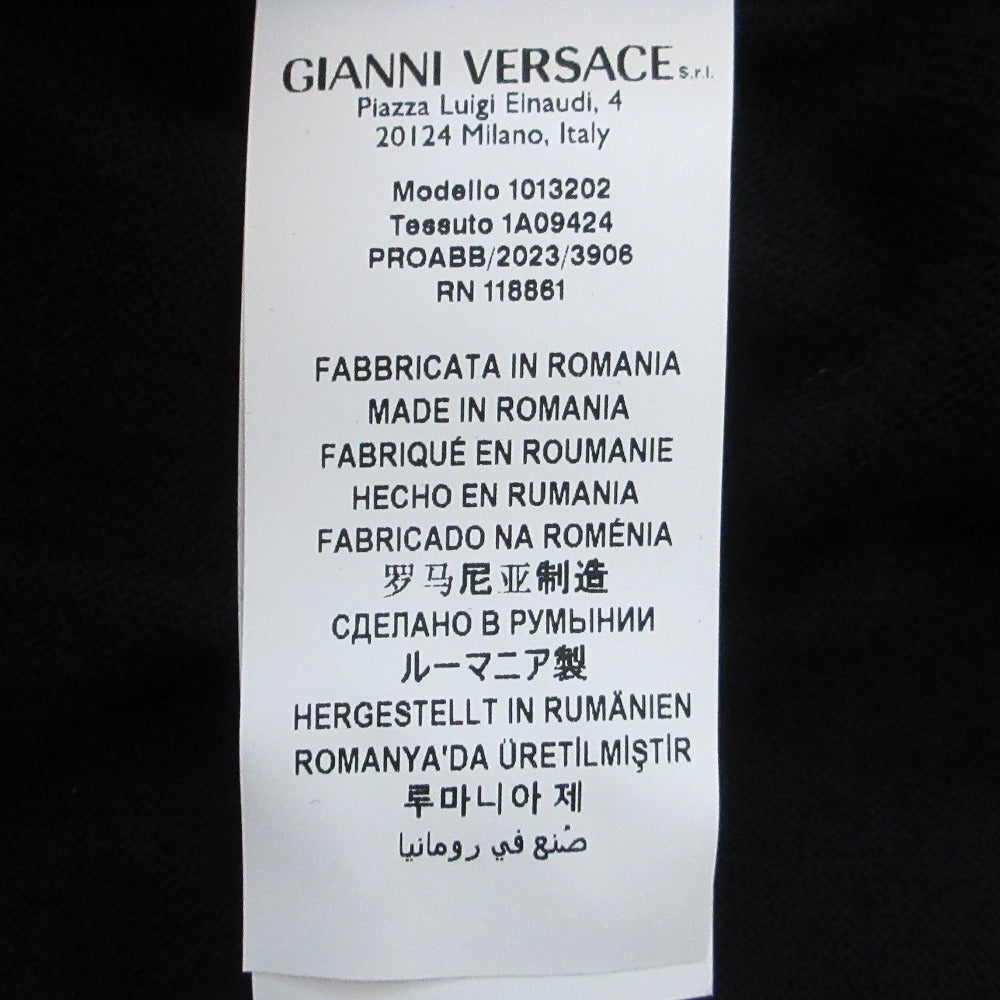 GIANNI VERSACE S.r.l.
Piazza Luigi Einaudi, 4
20124 Milano, Italy
Modello 1013202
Tessuto 1A09424
PROABB/2023/3906
RN 118861
FABBRICATA IN ROMANIA
MADE IN ROMANIA
FABRIQUÉ EN ROUMANIE
HECHO EN RUMANIA
FABRICADO NA ROMÉNIA
罗马尼亚制造
СДЕЛАНО В РУМЫНИИ
ルーマニア製
HERGESTELLT IN RUMÄNIEN
ROMANYA'DA ÜRETİLMİŞTİR
루마니아 제
صُنع في رومانيا